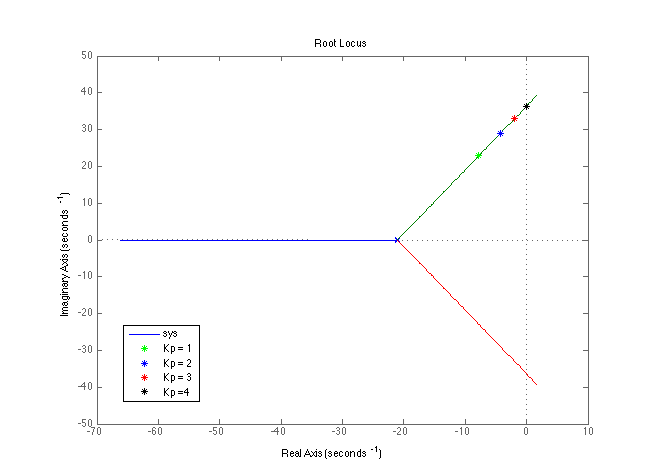 Root Locus
50
40
30
20
10
0
-10
-20
-30
-40
-50
Imaginary Axis (seconds⁻¹)
sys
Kp = 1
Kp = 2
Kp = 3
Kp =4
-70 -60 -50 -40 -30 -20 -10 0 10
Real Axis (seconds⁻¹)